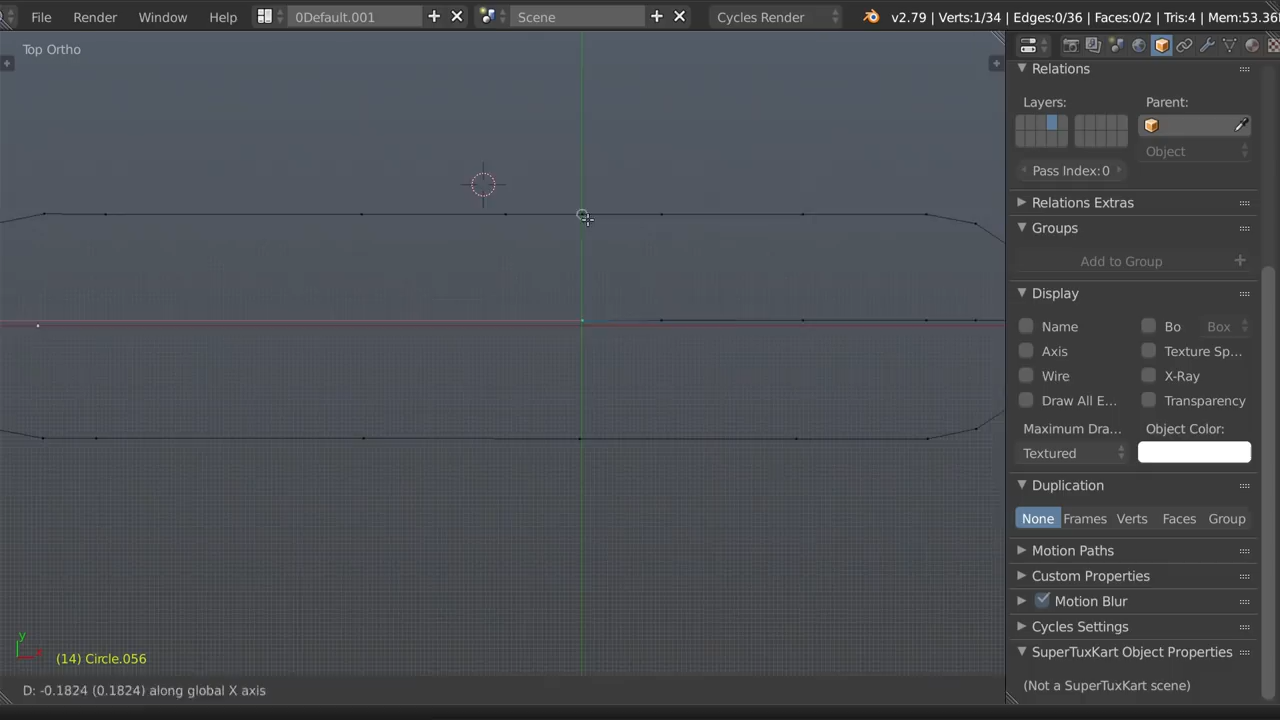 File Render Window Help 0Default.001 Scene Cycles Render v2.79 | Verts:1/34 | Edges:0/36 | Faces:0/2 | Tris:4 | Mem:53.36
Top Ortho
Relations
Layers: Parent:
Object
Pass Index:0
Relations Extras
Groups
Add to Group
Display
Name Bo Box
Axis Texture Sp...
Wire X-Ray
Draw All E... Transparency
Maximum Dra... Object Color:
Textured
Duplication
None Frames Verts Faces Group
Motion Paths
Custom Properties
Motion Blur
Cycles Settings
SuperTuxKart Object Properties
(Not a SuperTuxKart scene)
y
x
(14) Circle.056
D: -0.1824 (0.1824) along global X axis